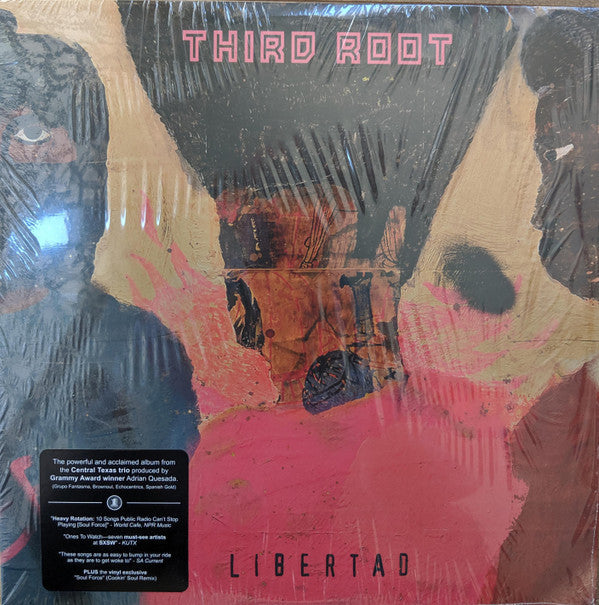 THIRD ROOT
LIBERTAD
The powerful and acclaimed album from
the Central Texas trio produced by
Grammy Award winner Adrian Quesada.
(Grupo Fantasma, Brownout, Echocentrics, Spanish Gold)
"Heavy Rotation: 10 Songs Public Radio Can't Stop
Playing [Soul Force]" - World Cafe, NPR Music
"Ones To Watch—seven must-see artists
at SXSW" - KUTX
"These songs are as easy to bump in your ride
as they are to get woke to" - SA Current
PLUS the vinyl exclusive
"Soul Force" (Cookin' Soul Remix)